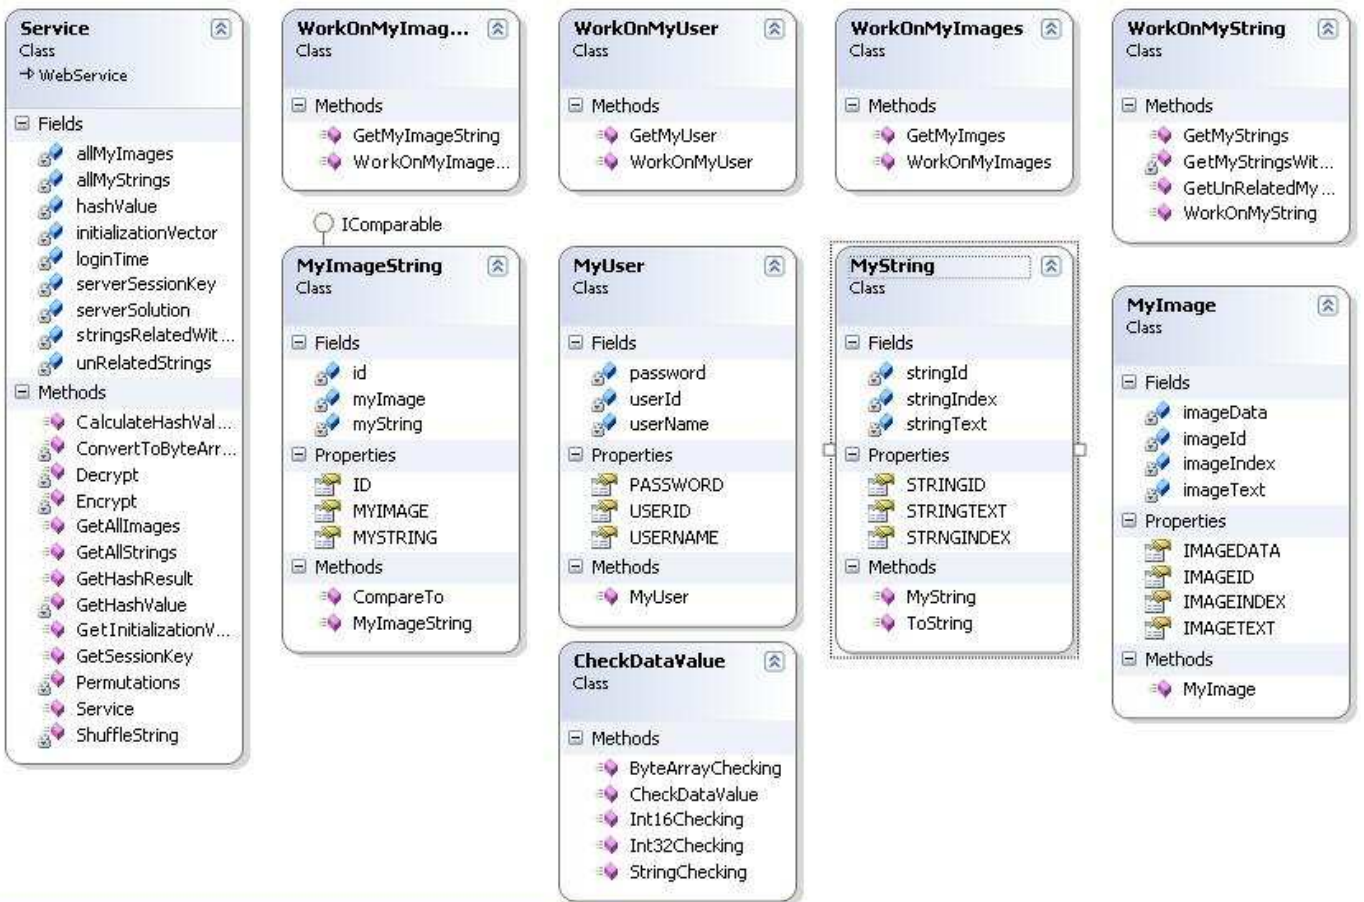 Service
Class
WebService
Fields
allMyImages
allMyStrings
hashValue
initializationVector
loginTime
serverSessionKey
serverSolution
stringsRelatedWit...
unRelatedStrings
Methods
CalculateHashVal...
ConvertToByteArr...
Decrypt
Encrypt
GetAllImages
GetAllStrings
GetHashResult
GetHashValue
GetInitializationV...
GetSessionKey
Permutations
Service
ShuffleString
WorkOnMyImag...
Class
Methods
GetMyImageString
WorkOnMyImage...
WorkOnMyUser
Class
Methods
GetMyUser
WorkOnMyUser
WorkOnMyImages
Class
Methods
GetMyImges
WorkOnMyImages
WorkOnMyString
Class
Methods
GetMyStrings
GetMyStringsWit...
GetUnRelatedMy...
WorkOnMyString
IComparable
MyImageString
Class
Fields
id
myImage
myString
Properties
ID
MYIMAGE
MYSTRING
Methods
CompareTo
MyImageString
MyUser
Class
Fields
password
userId
userName
Properties
PASSWORD
USERID
USERNAME
Methods
MyUser
MyString
Class
Fields
stringId
stringIndex
stringText
Properties
STRINGID
STRINGTEXT
STRNGINDEX
Methods
MyString
ToString
MyImage
Class
Fields
imageData
imageId
imageIndex
imageText
Properties
IMAGEDATA
IMAGEID
IMAGEINDEX
IMAGETEXT
Methods
MyImage
CheckDataValue
Class
Methods
ByteArrayChecking
CheckDataValue
Int16Checking
Int32Checking
StringChecking